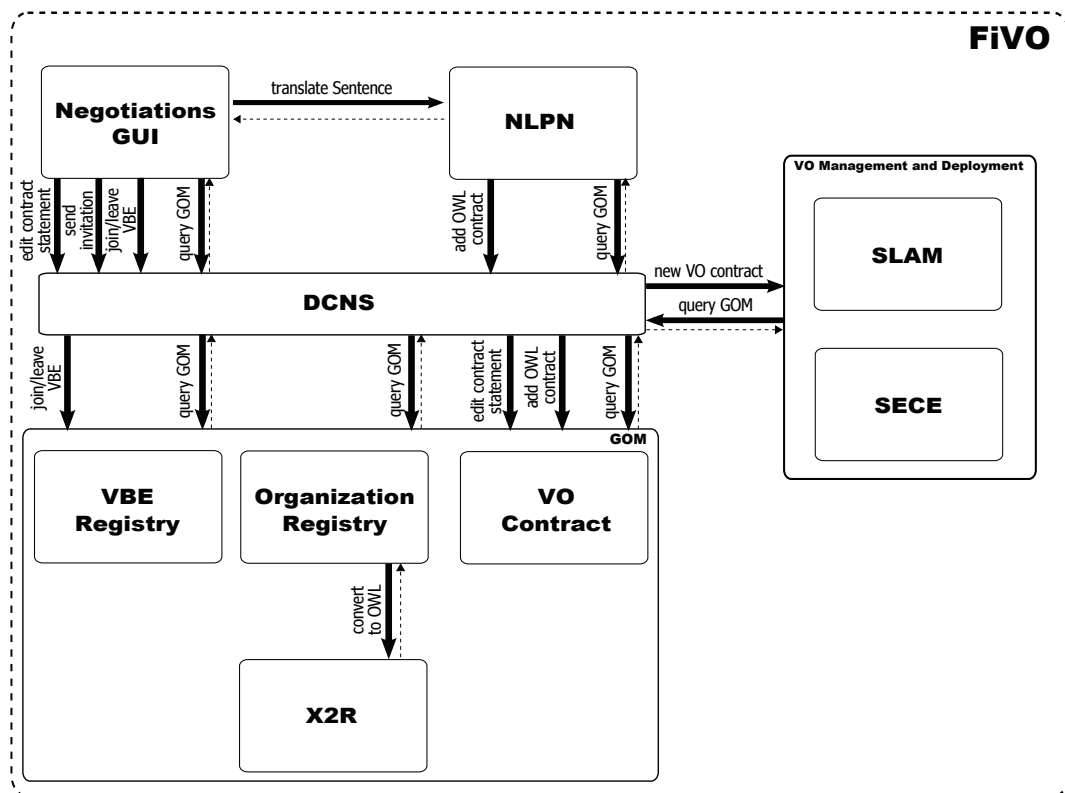 FiVO
Negotiations
GUI
translate Sentence
NLPN
VO Management and Deployment
SLAM
SECE
edit contract
statement
send
invitation
join/leave
VBE
query GOM
add OWL
contract
query GOM
DCNS
new VO contract
query GOM
join/leave
VBE
query GOM
query GOM
edit contract
statement
add OWL
contract
query GOM
GOM
VBE
Registry
Organization
Registry
VO
Contract
convert
to OWL
X2R